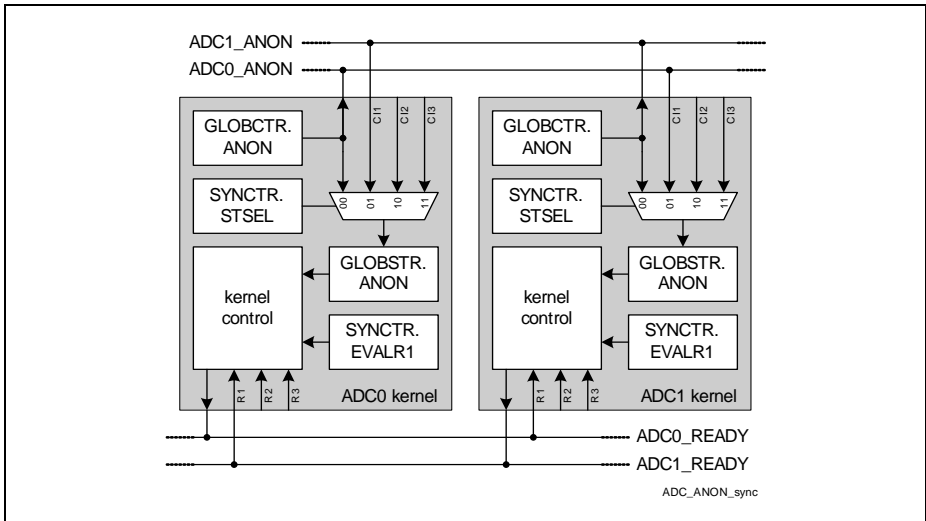 ADC1_ANON
ADC0_ANON
GLOBCTR.
ANON
CI1
CI2
CI3
SYNCTR.
STSEL
00
01
10
11
GLOBSTR.
ANON
kernel
control
SYNCTR.
EVALR1
R1
R2
R3
ADC0 kernel
GLOBCTR.
ANON
CI1
CI2
CI3
SYNCTR.
STSEL
00
01
10
11
GLOBSTR.
ANON
kernel
control
SYNCTR.
EVALR1
R1
R2
R3
ADC1 kernel
ADC0_READY
ADC1_READY
ADC_ANON_sync